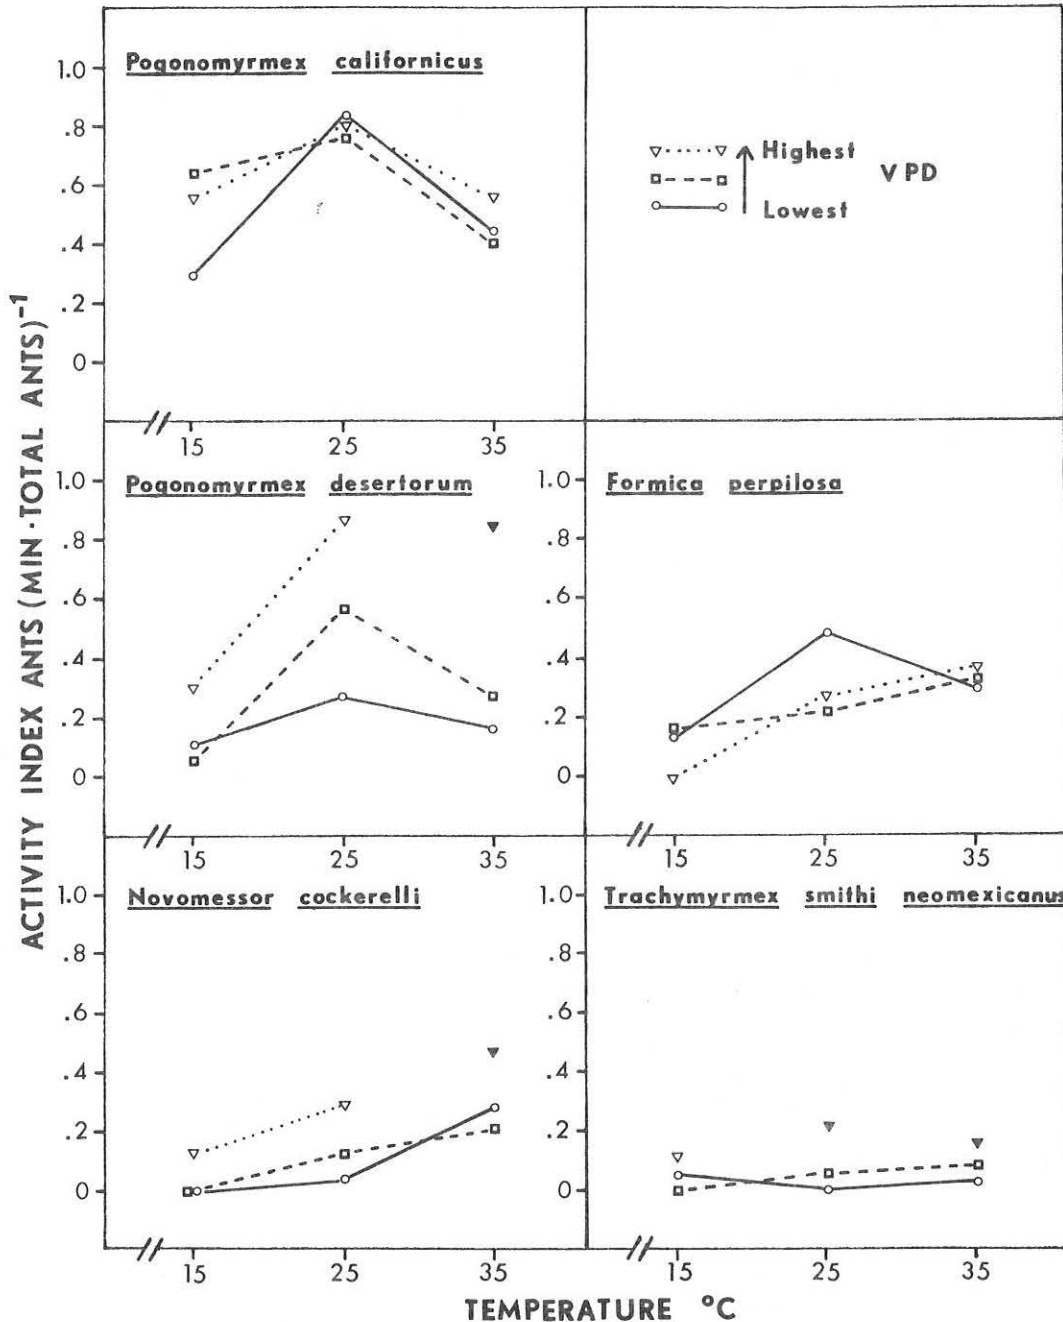 ACTIVITY INDEX ANTS (MIN·TOTAL ANTS)⁻¹
Pogonomyrmex californicus
1.0
.8
.6
.4
.2
0
15 25 35
Highest
VPD
Lowest
Pogonomyrmex desertorum
1.0
.8
.6
.4
.2
0
15 25 35
Formica perpilosa
1.0
.8
.6
.4
.2
0
15 25 35
Novomessor cockerelli
1.0
.8
.6
.4
.2
0
15 25 35
Trachymyrmex smithi neomexicanus
1.0
.8
.6
.4
.2
0
15 25 35
TEMPERATURE °C